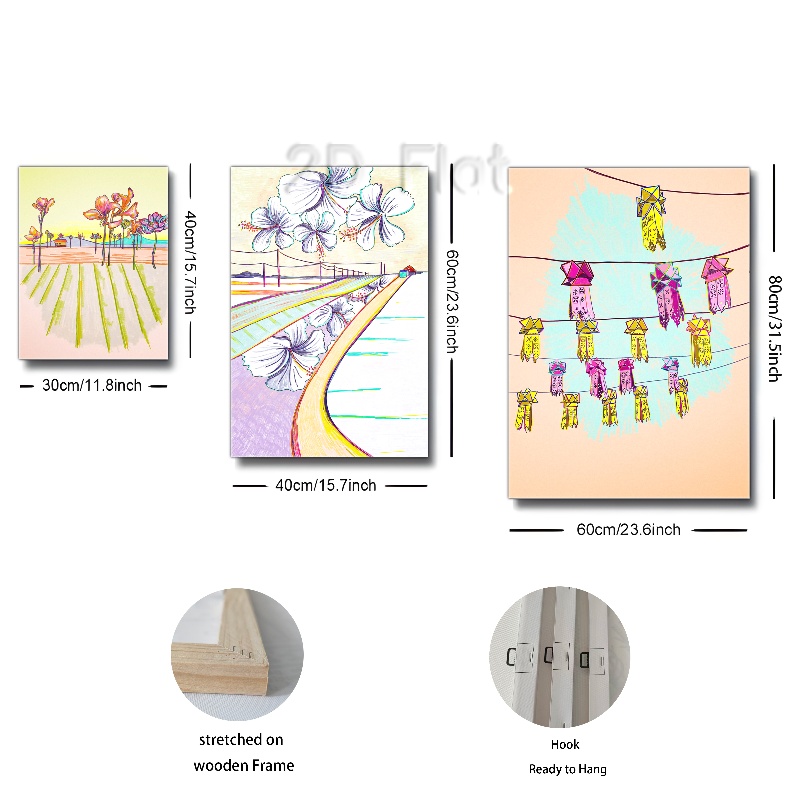 2D Flat
40cm/15.7inch
30cm/11.8inch
60cm/23.6inch
40cm/15.7inch
80cm/31.5inch
60cm/23.6inch
stretched on
wooden Frame
Hook
Ready to Hang